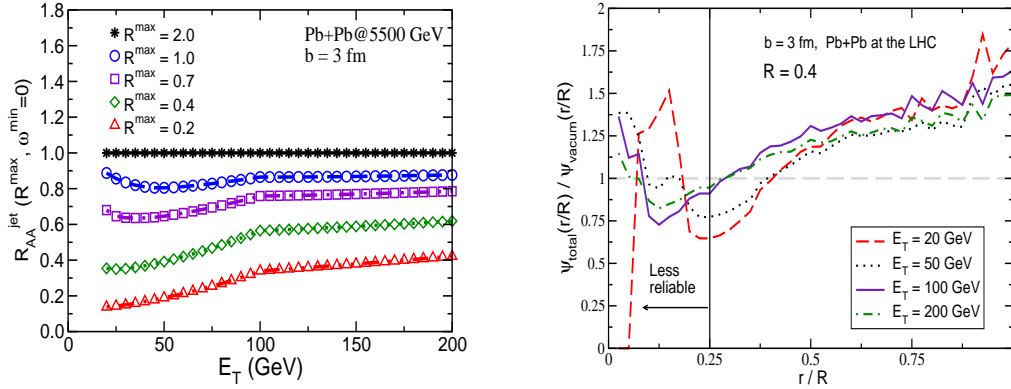 1.8
1.6
1.4
1.2
1.0
0.8
0.6
0.4
0.2
0.0
0 50 100 150 200
E_T (GeV)
R_AA^jet (R^max, ω^min=0)
R^max = 2.0
R^max = 1.0
R^max = 0.7
R^max = 0.4
R^max = 0.2
Pb+Pb@5500 GeV
b = 3 fm
2
1.75
1.5
1.25
1
0.75
0.5
0.25
0
0 0.25 0.5 0.75
r / R
Ψ_total(r/R) / Ψ_vacuum(r/R)
b = 3 fm, Pb+Pb at the LHC
R = 0.4
Less
reliable
E_T = 20 GeV
E_T = 50 GeV
E_T = 100 GeV
E_T = 200 GeV